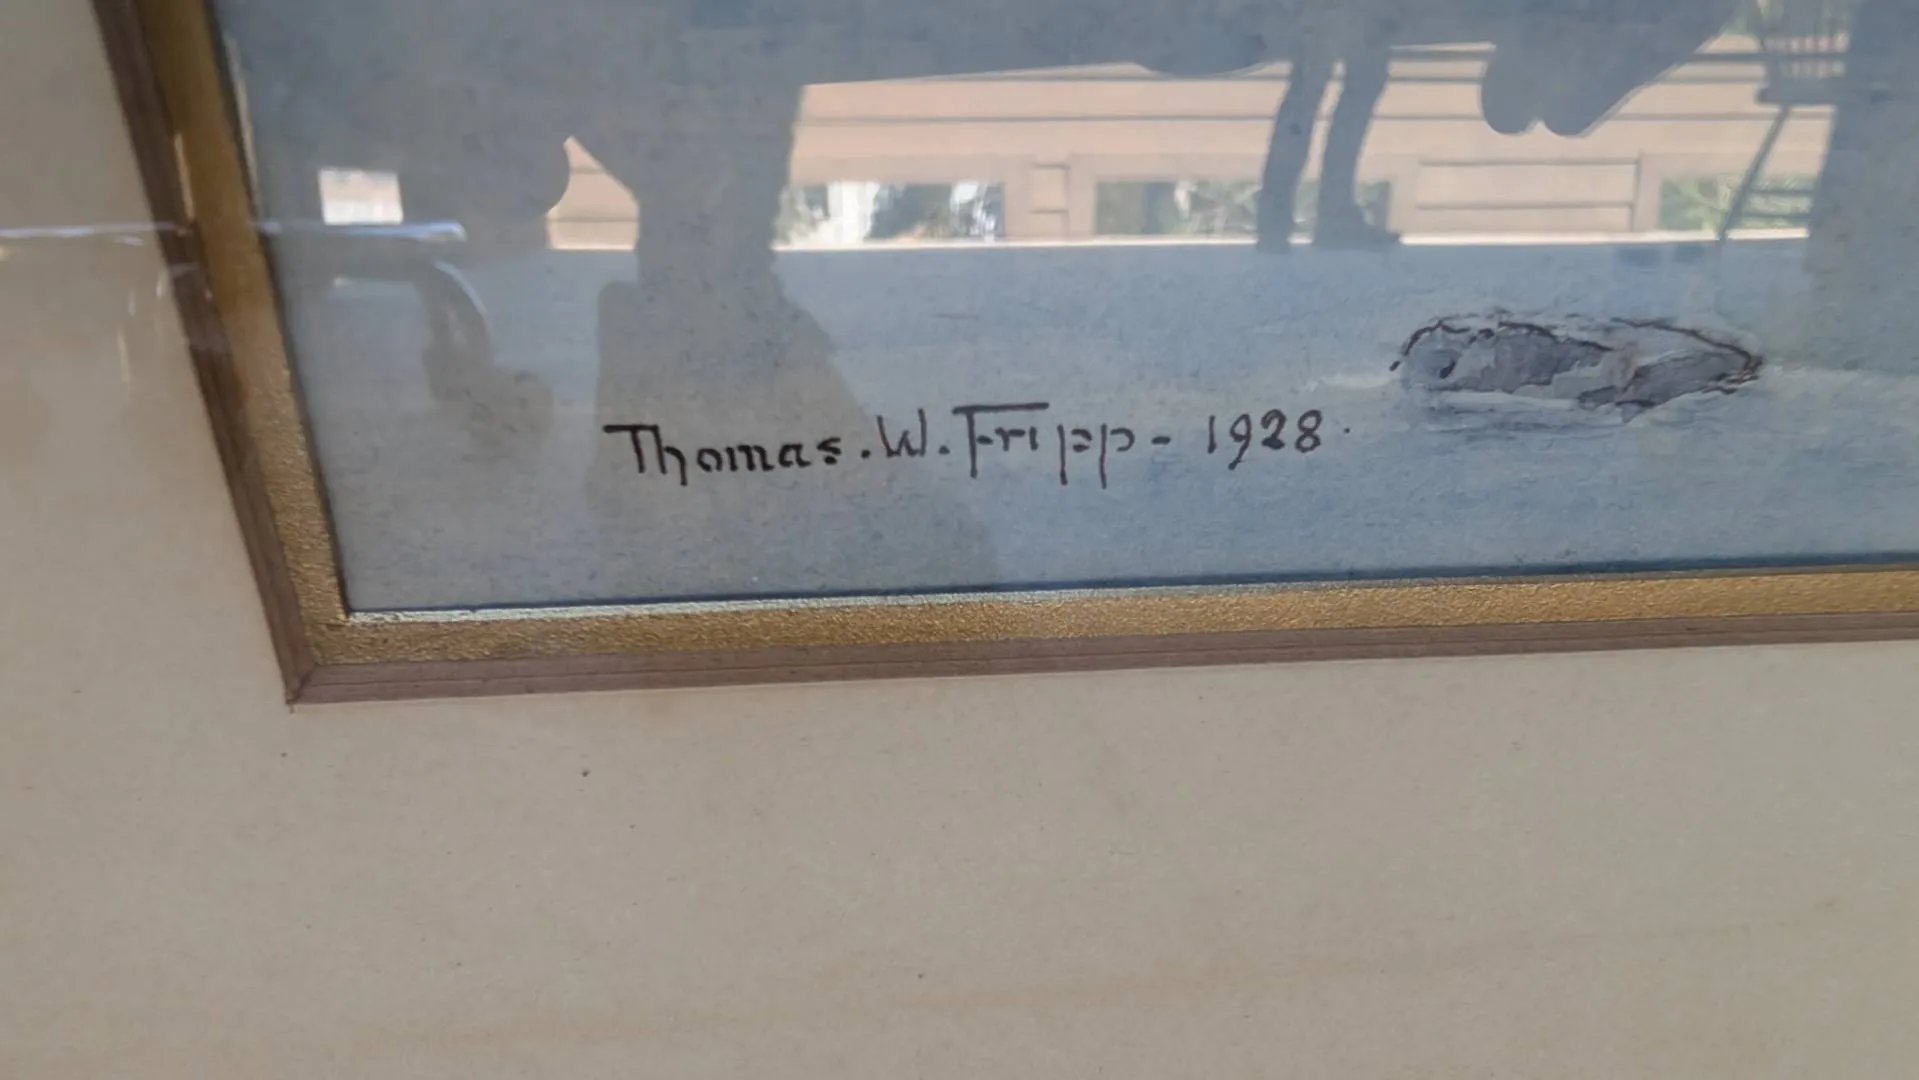 Thomas. W. Fripp - 1928.